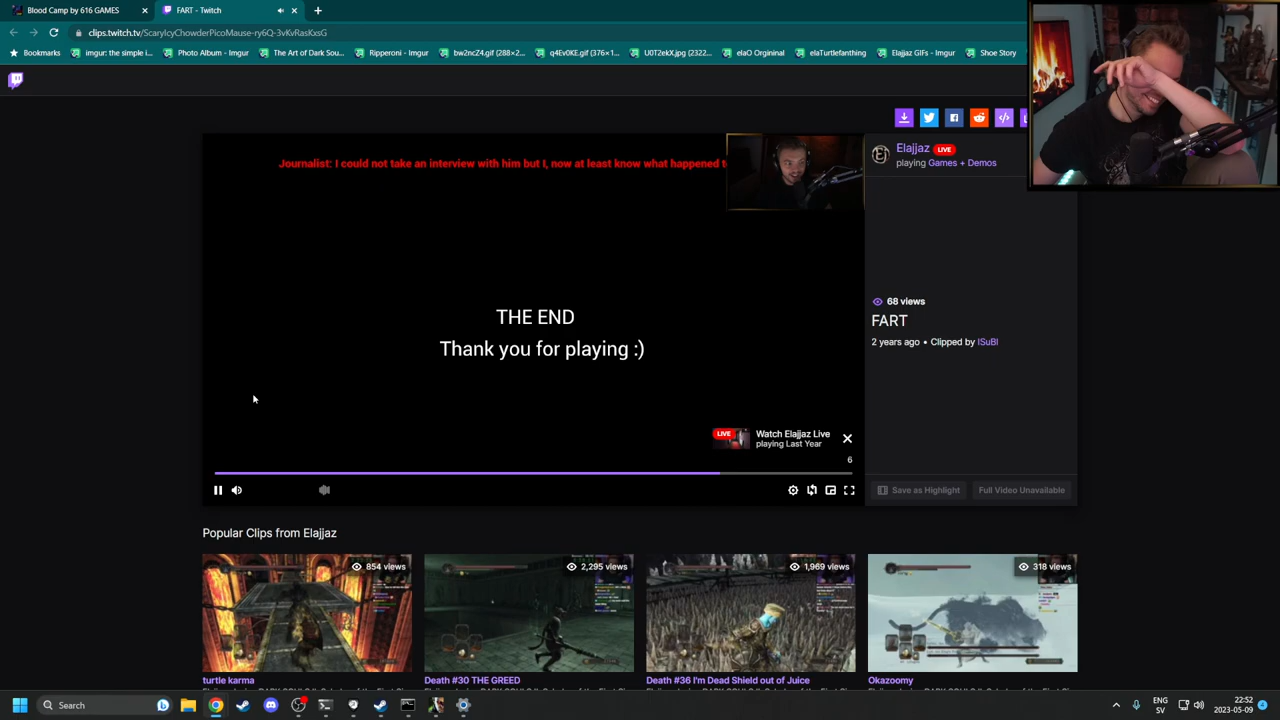 Blood Camp by 616 GAMES
FART - Twitch
clips.twitch.tv/ScaryIcyChowderPicoMause-ry6Q-3vKvRasKxsG
Bookmarks
imgur: the simple i...
Photo Album - Imgur
The Art of Dark Sou...
Ripperoni - Imgur
bw2ncZ4.gif (288×2...
q4Ev0KE.gif (376×1...
U0T2ekX.jpg (2322...
elaO Orgininal
elaTurtlefanthing
Elajjaz GIFs - Imgur
Shoe Story
Journalist: I could not take an interview with him but I, now at least know what happened t
Elajjaz LIVE
playing Games + Demos
THE END
Thank you for playing :)
68 views
FART
2 years ago • Clipped by ISuBI
LIVE
Watch Elajjaz Live
playing Last Year
6
Save as Highlight
Full Video Unavailable
Popular Clips from Elajjaz
854 views
2,295 views
1,969 views
318 views
turtle karma
Death #30 THE GREED
Death #36 I'm Dead Shield out of Juice
Okazoomy
Search
ENG
SV
22:52
2023-05-09
4